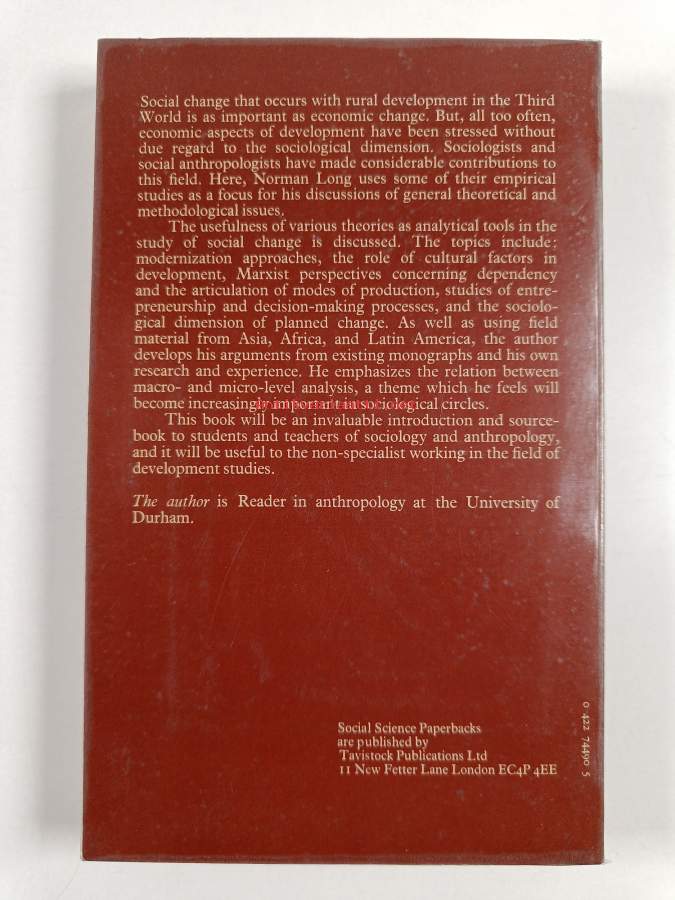 Social change that occurs with rural development in the Third
World is as important as economic change. But, all too often,
economic aspects of development have been stressed without
due regard to the sociological dimension. Sociologists and
social anthropologists have made considerable contributions to
this field. Here, Norman Long uses some of their empirical
studies as a focus for his discussions of general theoretical and
methodological issues.
The usefulness of various theories as analytical tools in the
study of social change is discussed. The topics include:
modernization approaches, the role of cultural factors in
development, Marxist perspectives concerning dependency
and the articulation of modes of production, studies of entre-
preneurship and decision-making processes, and the sociolo-
gical dimension of planned change. As well as using field
material from Asia, Africa, and Latin America, the author
develops his arguments from existing monographs and his own
research and experience. He emphasizes the relation between
macro- and micro-level analysis, a theme which he feels will
become increasingly important in sociological circles.
This book will be an invaluable introduction and source-
book to students and teachers of sociology and anthropology,
and it will be useful to the non-specialist working in the field of
development studies.
The author is Reader in anthropology at the University of
Durham.
Social Science Paperbacks
are published by
Tavistock Publications Ltd
11 New Fetter Lane London EC4P 4EE
0 422 74490 5